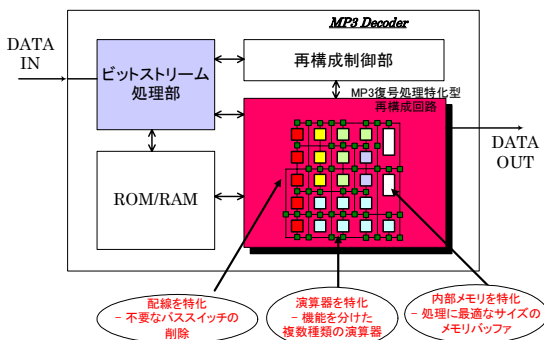 MP3 Decoder
DATA
IN
ビットストリーム
処理部
再構成制御部
MP3復号処理特化型
再構成回路
DATA
OUT
ROM/RAM
配線を特化
- 不要なパススイッチの
削除
演算器を特化
- 機能を分けた
複数種類の演算器
内部メモリを特化
- 処理に最適なサイズの
メモリバッファ